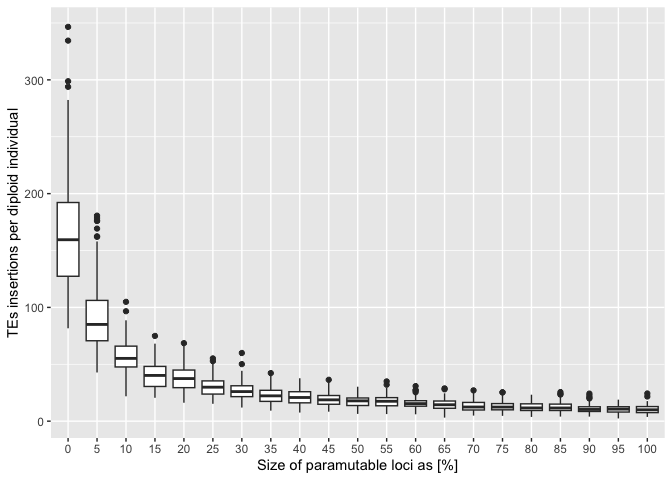 TEs insertions per diploid individual
300
200
100
0
0 5 10 15 20 25 30 35 40 45 50 55 60 65 70 75 80 85 90 95 100
Size of paramutable loci as [%]